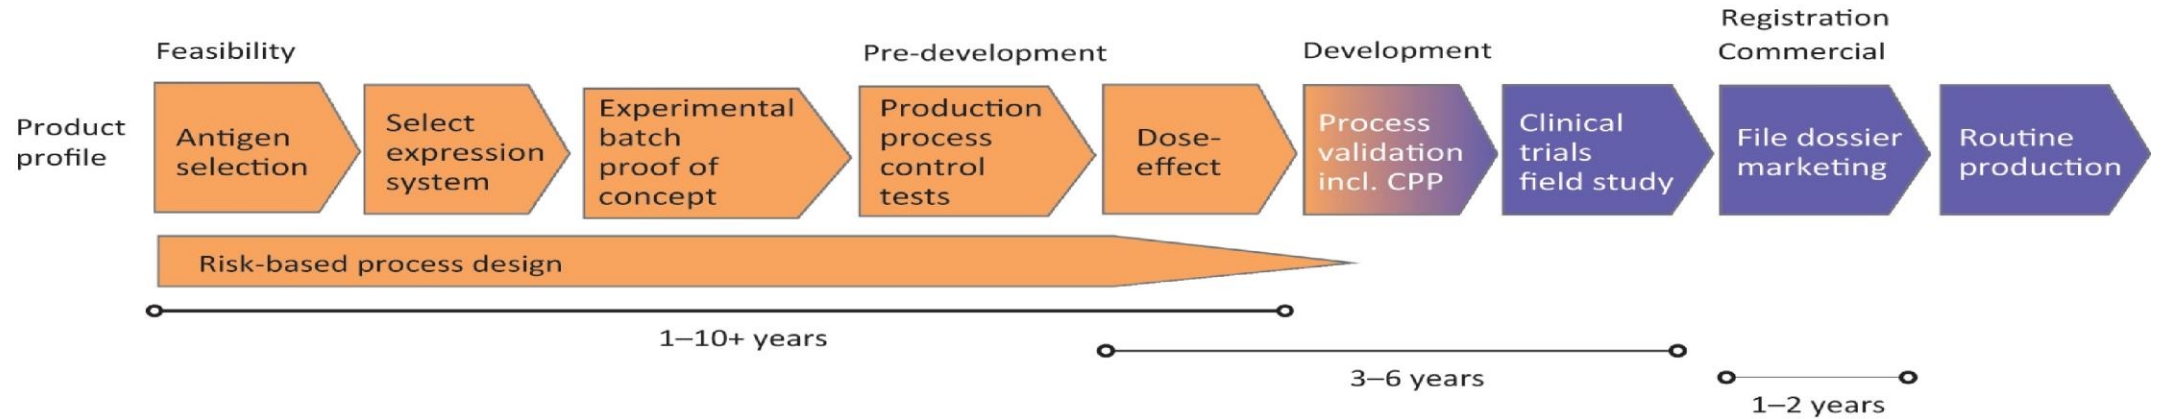 Registration
Commercial
Feasibility
Pre-development
Development
Product
profile
Antigen
selection
Select
expression
system
Experimental
batch
proof of
concept
Production
process
control
tests
Dose-
effect
Process
validation
incl. CPP
Clinical
trials
field study
File dossier
marketing
Routine
production
Risk-based process design
1–10+ years
3–6 years
1–2 years